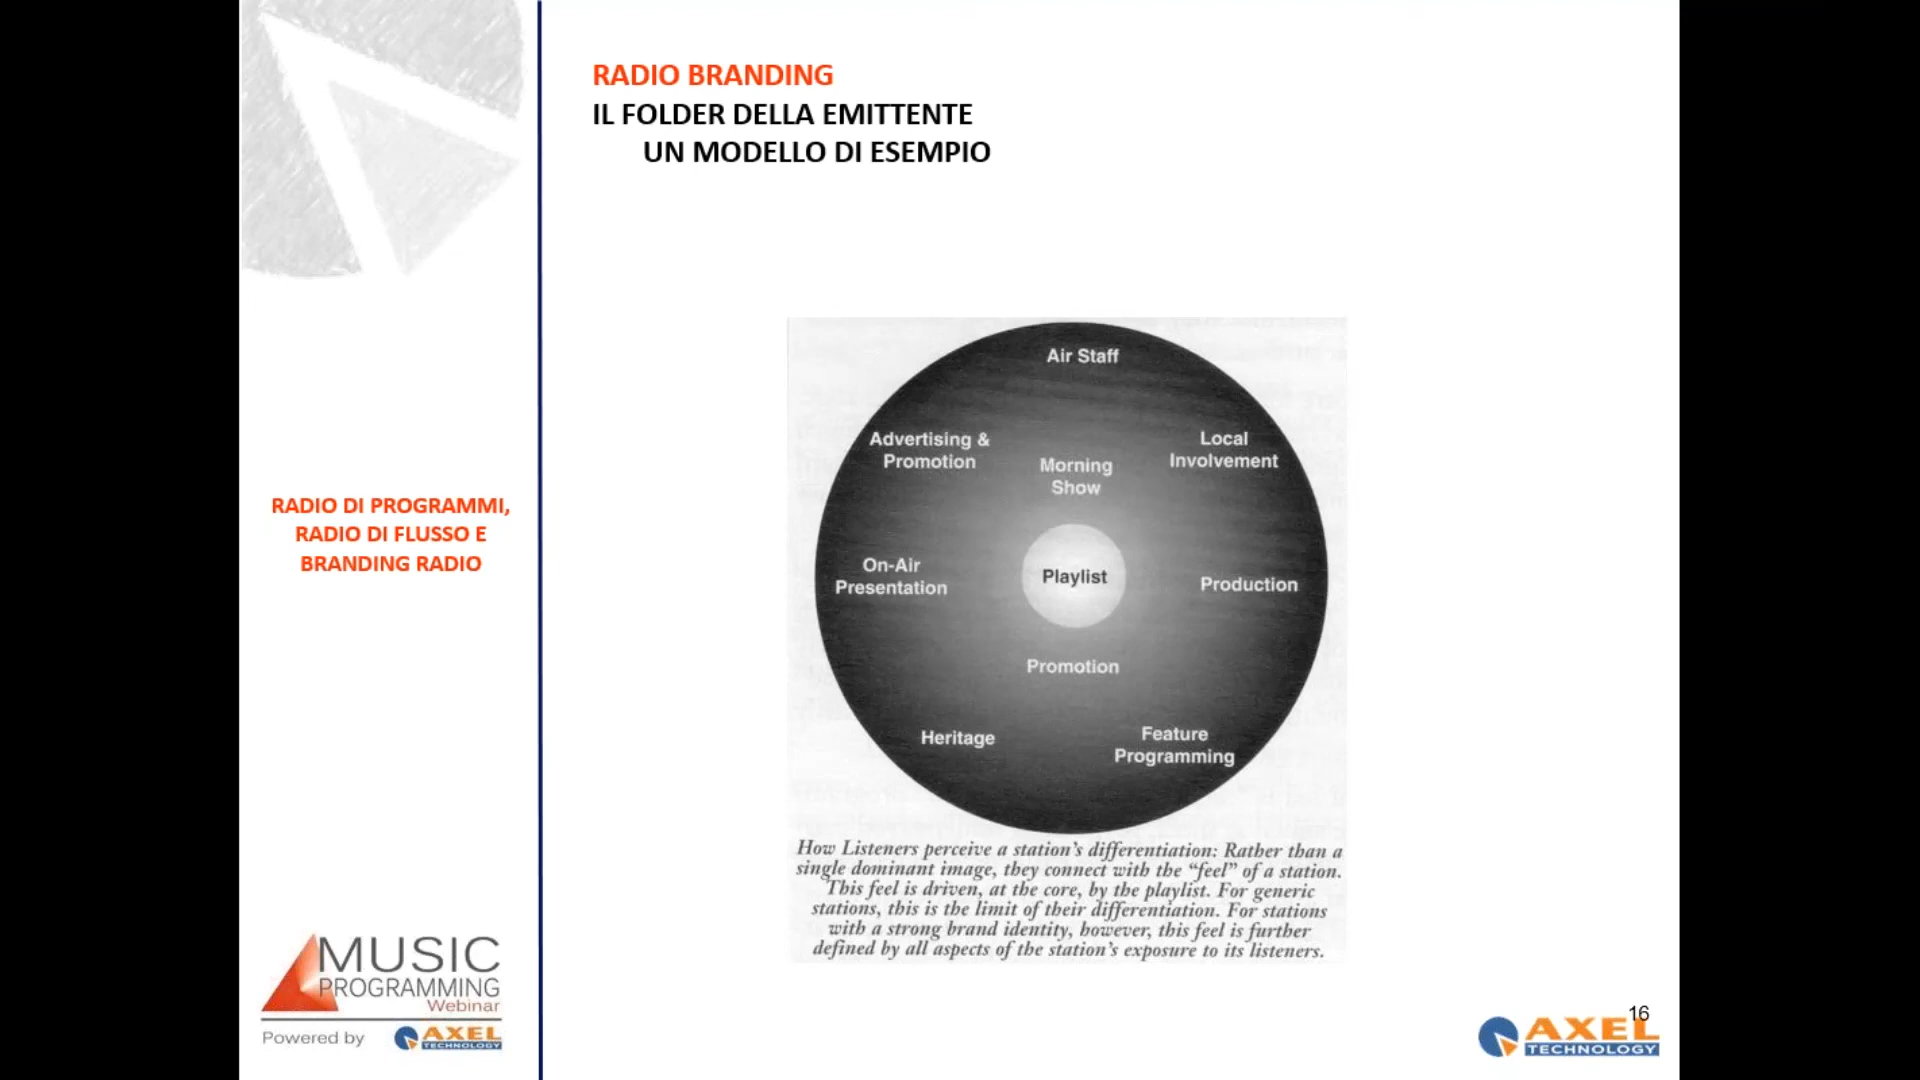 RADIO BRANDING
IL FOLDER DELLA EMITTENTE
UN MODELLO DI ESEMPIO
RADIO DI PROGRAMMI,
RADIO DI FLUSSO E
BRANDING RADIO
Air Staff
Advertising &
Promotion
Local
Involvement
Morning
Show
On-Air
Presentation
Playlist
Production
Promotion
Heritage
Feature
Programming
How Listeners perceive a station's differentiation: Rather than a
single dominant image, they connect with the “feel” of a station.
This feel is driven, at the core, by the playlist. For generic
stations, this is the limit of their differentiation. For stations
with a strong brand identity, however, this feel is further
defined by all aspects of the station's exposure to its listeners.
MUSIC
PROGRAMMING
Webinar
Powered by
AXEL
TECHNOLOGY
16
AXEL
TECHNOLOGY